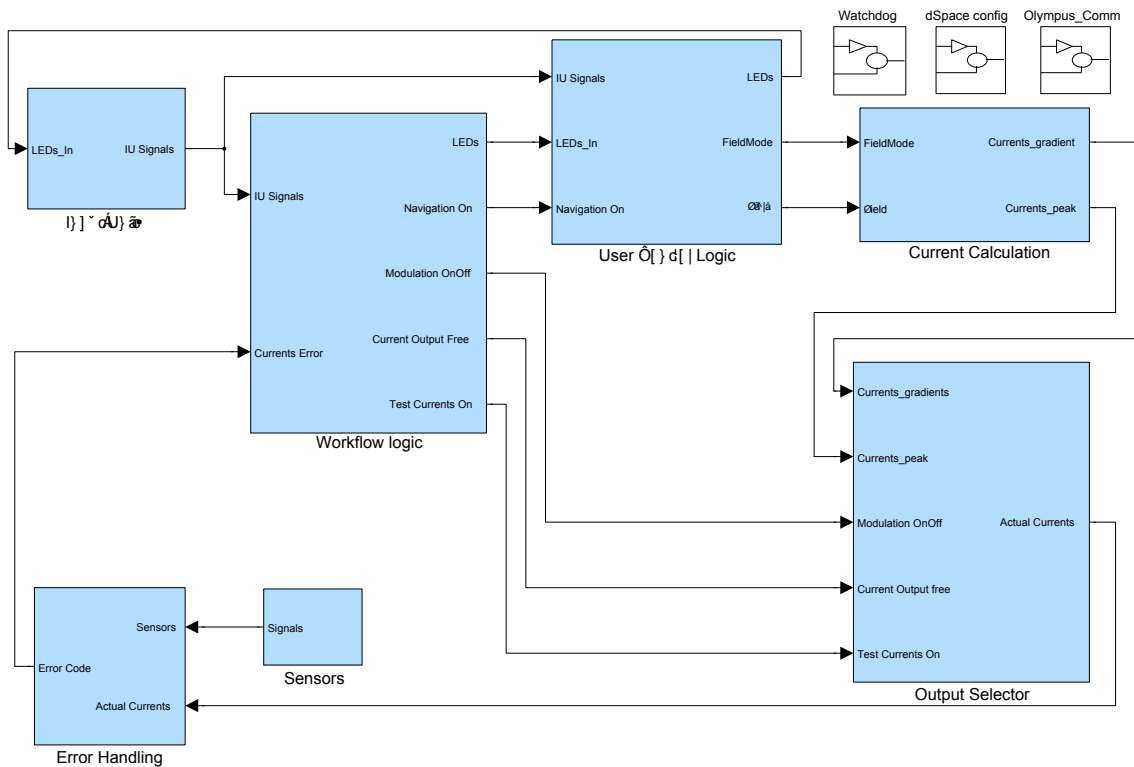 Watchdog
dSpace config
Olympus_Comm
LEDs_In
IU Signals
IU Signals
Currents Error
LEDs
Navigation On
Modulation OnOff
Current Output Free
Test Currents On
Workflow logic
IU Signals
LEDs_In
Navigation On
LEDs
FieldMode
User
Logic
FieldMode
Øield
Currents_gradient
Currents_peak
Current Calculation
Currents_gradients
Currents_peak
Modulation OnOff
Current Output free
Test Currents On
Actual Currents
Output Selector
Sensors
Error Code
Actual Currents
Error Handling
Signals
Sensors